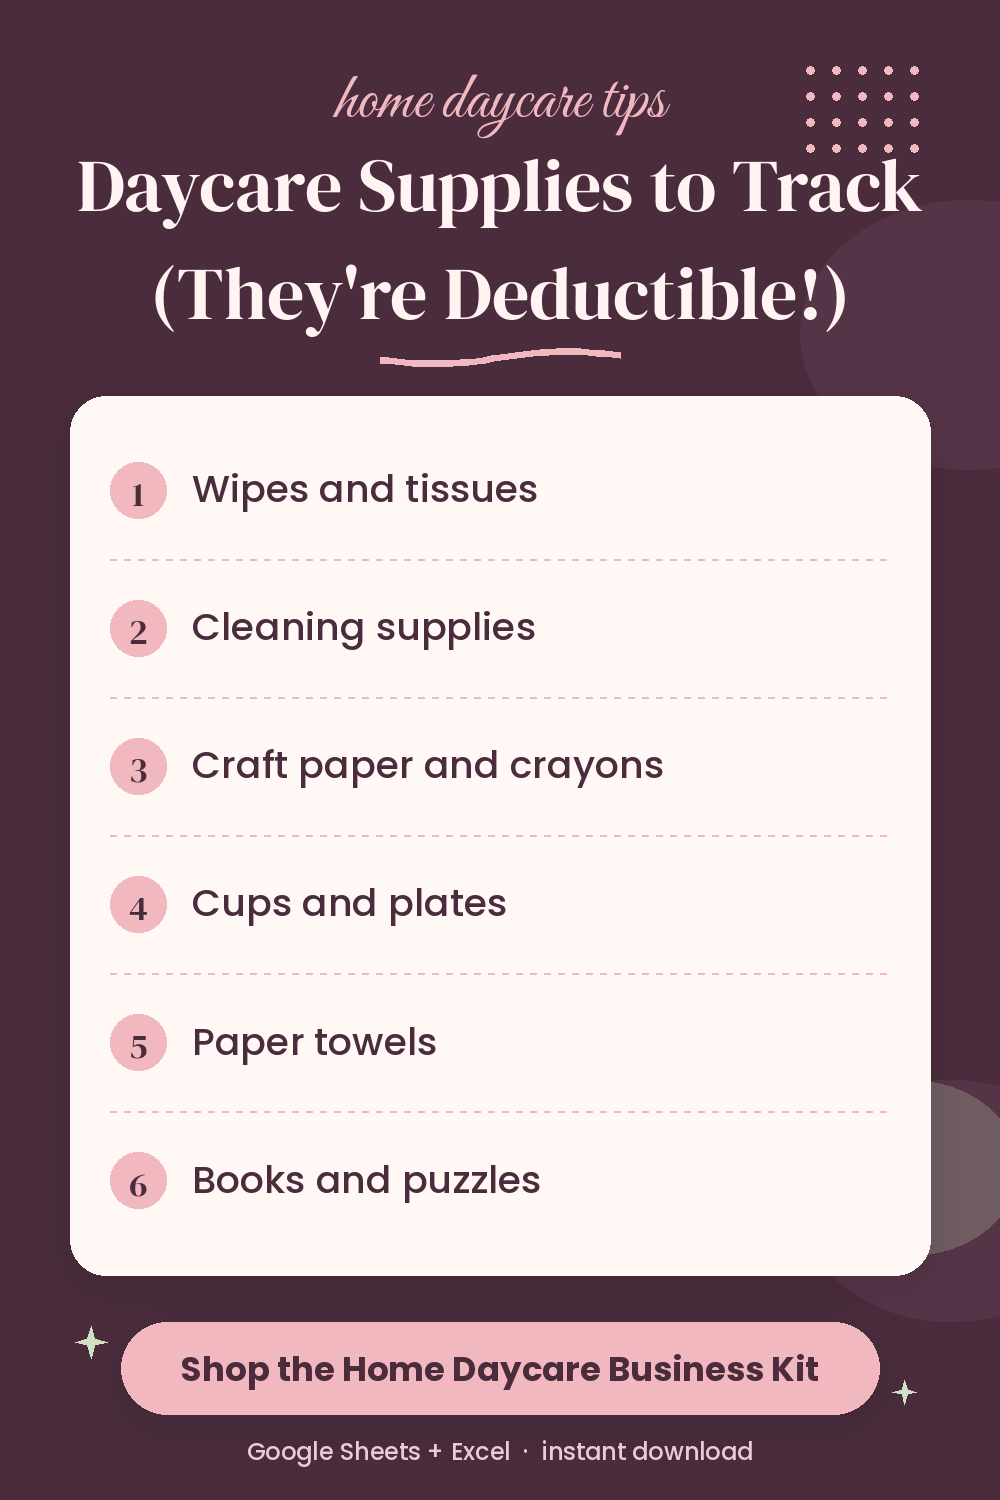 home daycare tips
Daycare Supplies to Track
(They're Deductible!)
1 Wipes and tissues
2 Cleaning supplies
3 Craft paper and crayons
4 Cups and plates
5 Paper towels
6 Books and puzzles
Shop the Home Daycare Business Kit
Google Sheets + Excel · instant download